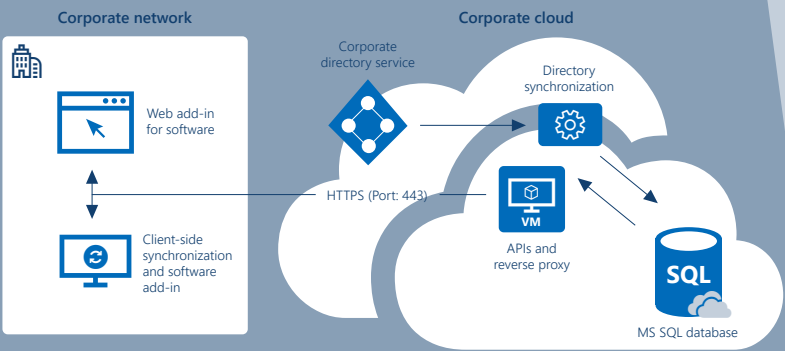 Corporate network
Corporate cloud
Corporate
directory service
Directory
synchronization
Web add-in
for software
HTTPS (Port: 443)
VM
APIs and
reverse proxy
Client-side
synchronization
and software
add-in
SQL
MS SQL database